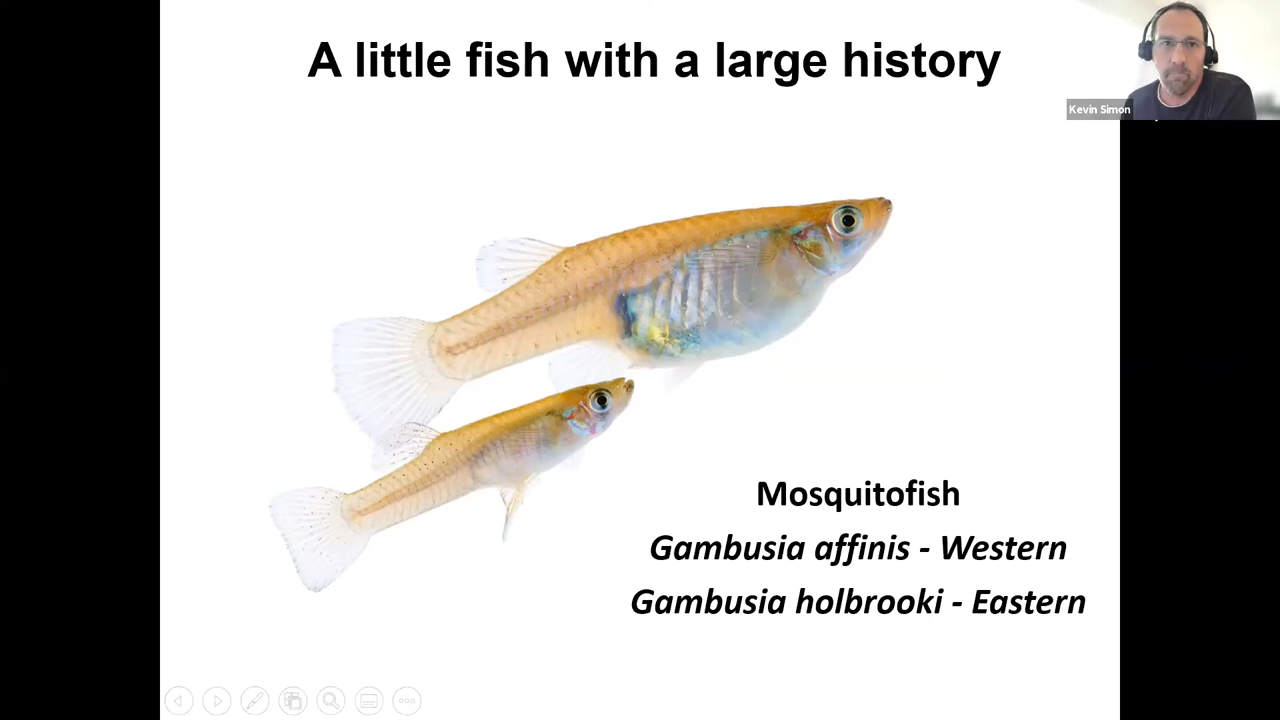 A little fish with a large history
Kevin Simon
Mosquitofish
Gambusia affinis - Western
Gambusia holbrooki - Eastern